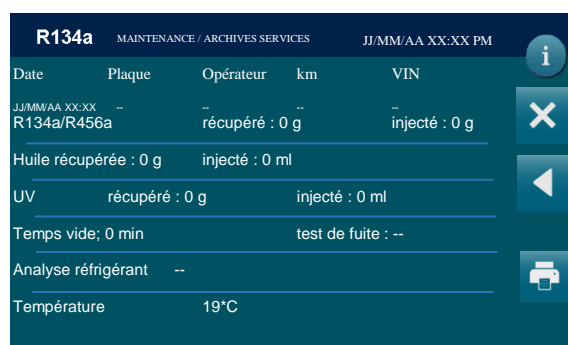 R134a MAINTENANCE / ARCHIVES SERVICES JJ/MM/AA XX:XX PM
i
Date Plaque Opérateur km VIN
JJ/MM/AA XX:XX -- -- -- --
R134a/R456a récupéré : 0 g injecté : 0 g
Huile récupérée : 0 g injecté : 0 ml
UV récupéré : 0 g injecté : 0 ml
Temps vide; 0 min test de fuite : --
Analyse réfrigérant --
Température 19*C